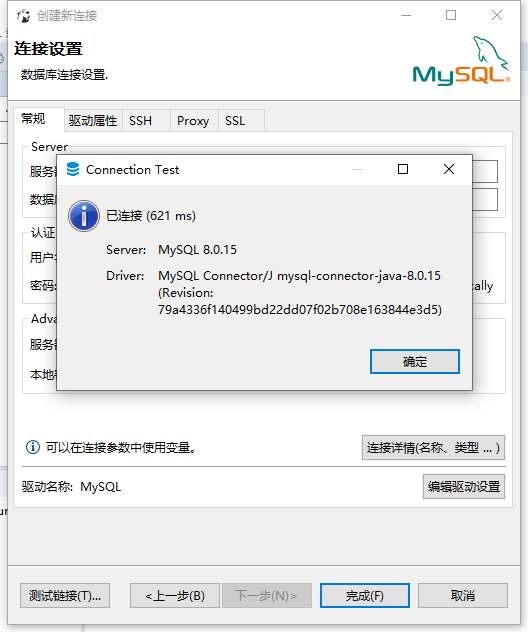 创建新连接
连接设置
数据库连接设置.
MySQL®
常规 驱动属性 SSH Proxy SSL
Server
服务器
Connection Test
已连接 (621 ms)
Server: MySQL 8.0.15
Driver: MySQL Connector/J mysql-connector-java-8.0.15
(Revision:
79a4336f140499bd22dd07f02b708e163844e3d5)
确定
数据库
认证
用户名
密码:
ally
Adva
服务器
本地
可以在连接参数中使用变量。
连接详情(名称、类型 ... )
驱动名称: MySQL
编辑驱动设置
测试链接(T)...
<上一步(B)
下一步(N)>
完成(F)
取消